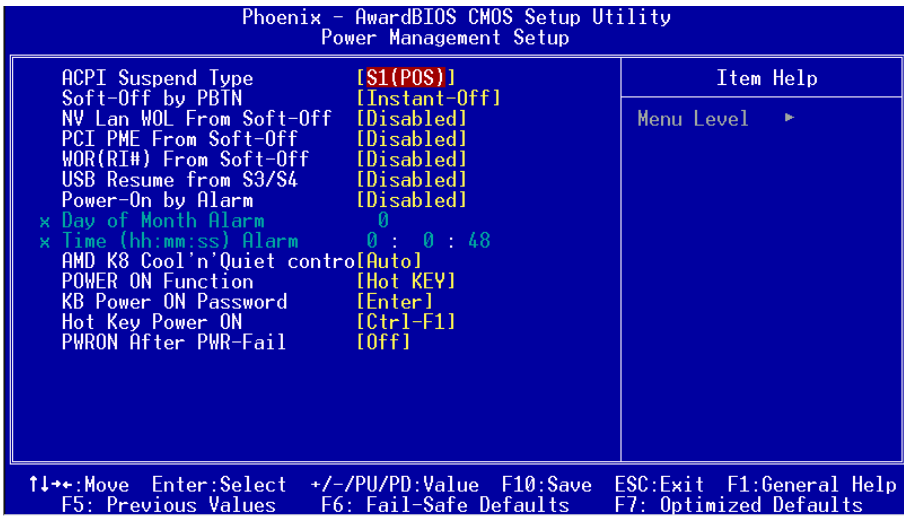 Phoenix - AwardBIOS CMOS Setup Utility
Power Management Setup
ACPI Suspend Type [S1(POS)]
Soft-Off by PBTN [Instant-Off]
NV Lan WOL From Soft-Off [Disabled]
PCI PME From Soft-Off [Disabled]
WOR(RI#) From Soft-Off [Disabled]
USB Resume from S3/S4 [Disabled]
Power-On by Alarm [Disabled]
x Day of Month Alarm 0
x Time (hh:mm:ss) Alarm 0 : 0 : 48
AMD K8 Cool'n'Quiet contro[Auto]
POWER ON Function [Hot KEY]
KB Power ON Password [Enter]
Hot Key Power ON [Ctrl-F1]
PWRON After PWR-Fail [Off]
Item Help
Menu Level ►
↑↓→←:Move Enter:Select +/-/PU/PD:Value F10:Save ESC:Exit F1:General Help
F5: Previous Values F6: Fail-Safe Defaults F7: Optimized Defaults